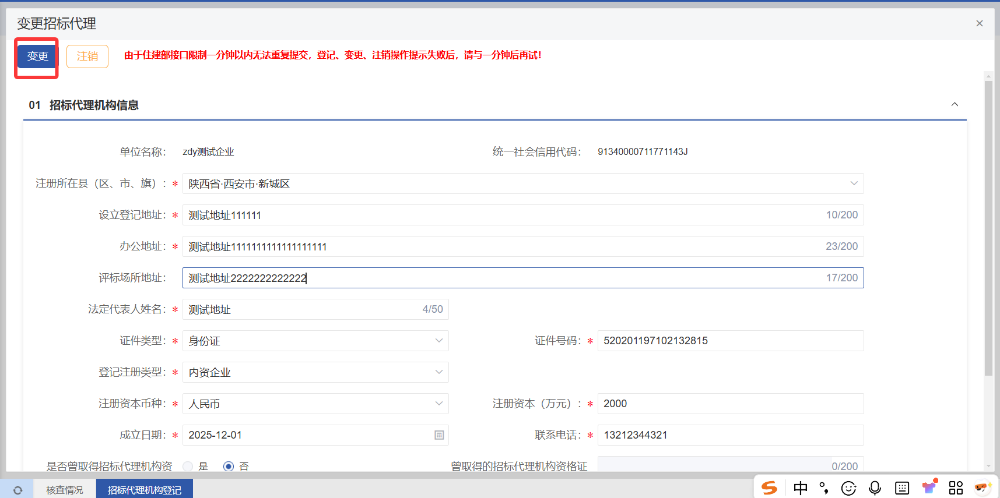 变更招标代理
变更 注销 由于住建部接口限制一分钟以内无法重复提交，登记、变更、注销操作提示失败后，请与一分钟后再试！
01 招标代理机构信息
单位名称： zdy测试企业 统一社会信用代码： 91340000711771143J
注册所在县（区、市、旗）：* 陕西省·西安市·新城区
设立登记地址：* 测试地址111111 10/200
办公地址：* 测试地址1111111111111111111 23/200
评标场所地址： 测试地址2222222222222 17/200
法定代表人姓名：* 测试地址 4/50
证件类型：* 身份证 证件号码：* 520201197102132815
登记注册类型：* 内资企业
注册资本币种：* 人民币 注册资本（万元）：* 2000
成立日期：* 2025-12-01 联系电话：* 13212344321
是否曾取得招标代理机构资 是 否 曾取得的招标代理机构资格证 0/200
核查情况 招标代理机构登记 中